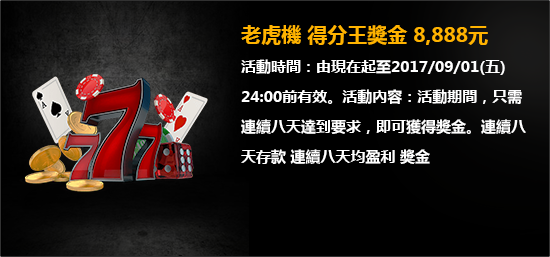 老虎機 得分王獎金 8,888元
活動時間：由現在起至2017/09/01(五)
24:00前有效。活動內容：活動期間，只需
連續八天達到要求，即可獲得獎金。連續八
天存款 連續八天均盈利 獎金
777
A
A